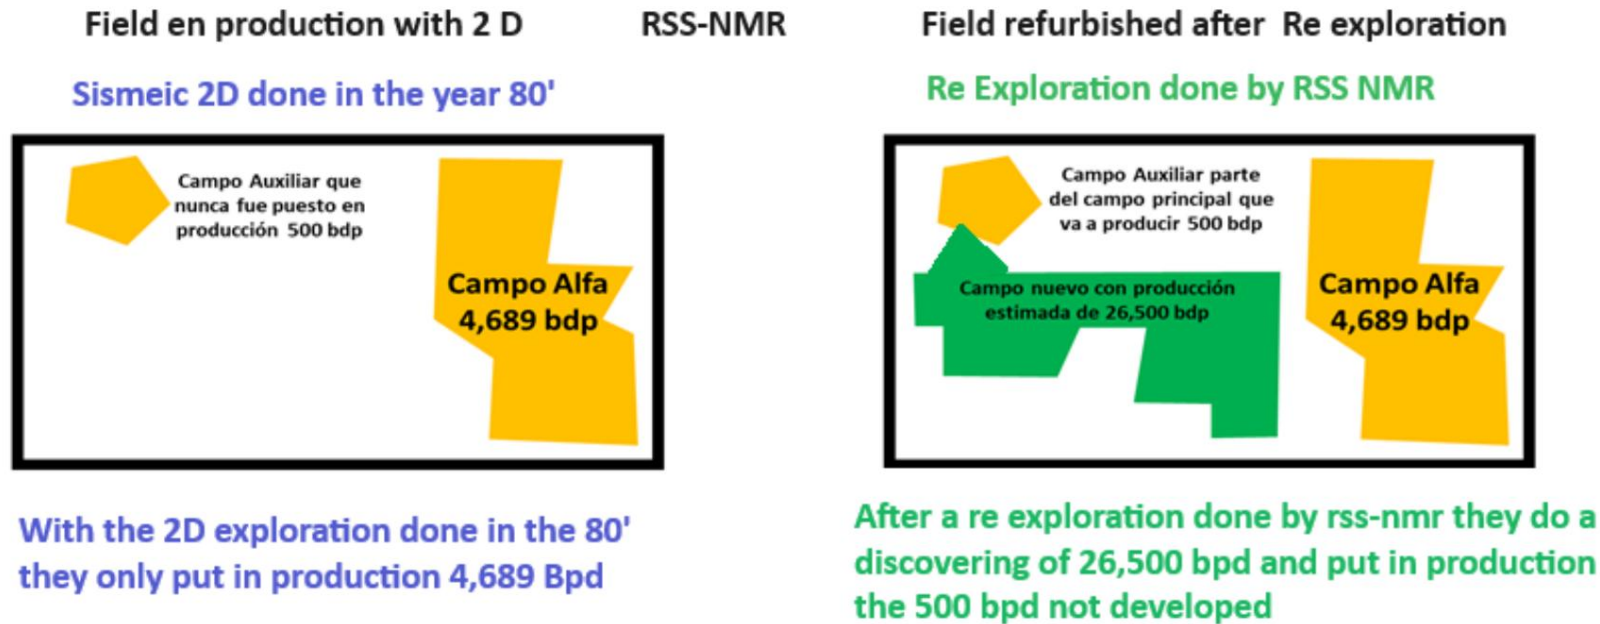 Field en production with 2 D
RSS-NMR
Field refurbished after Re exploration
Sismeic 2D done in the year 80'
Re Exploration done by RSS NMR
Campo Auxiliar que
nunca fue puesto en
producción 500 bdp
Campo Alfa
4,689 bdp
Campo Auxiliar parte
del campo principal que
va a producir 500 bdp
Campo nuevo con producción
estimada de 26,500 bdp
Campo Alfa
4,689 bdp
With the 2D exploration done in the 80'
they only put in production 4,689 Bpd
After a re exploration done by rss-nmr they do a
discovering of 26,500 bpd and put in production
the 500 bpd not developed